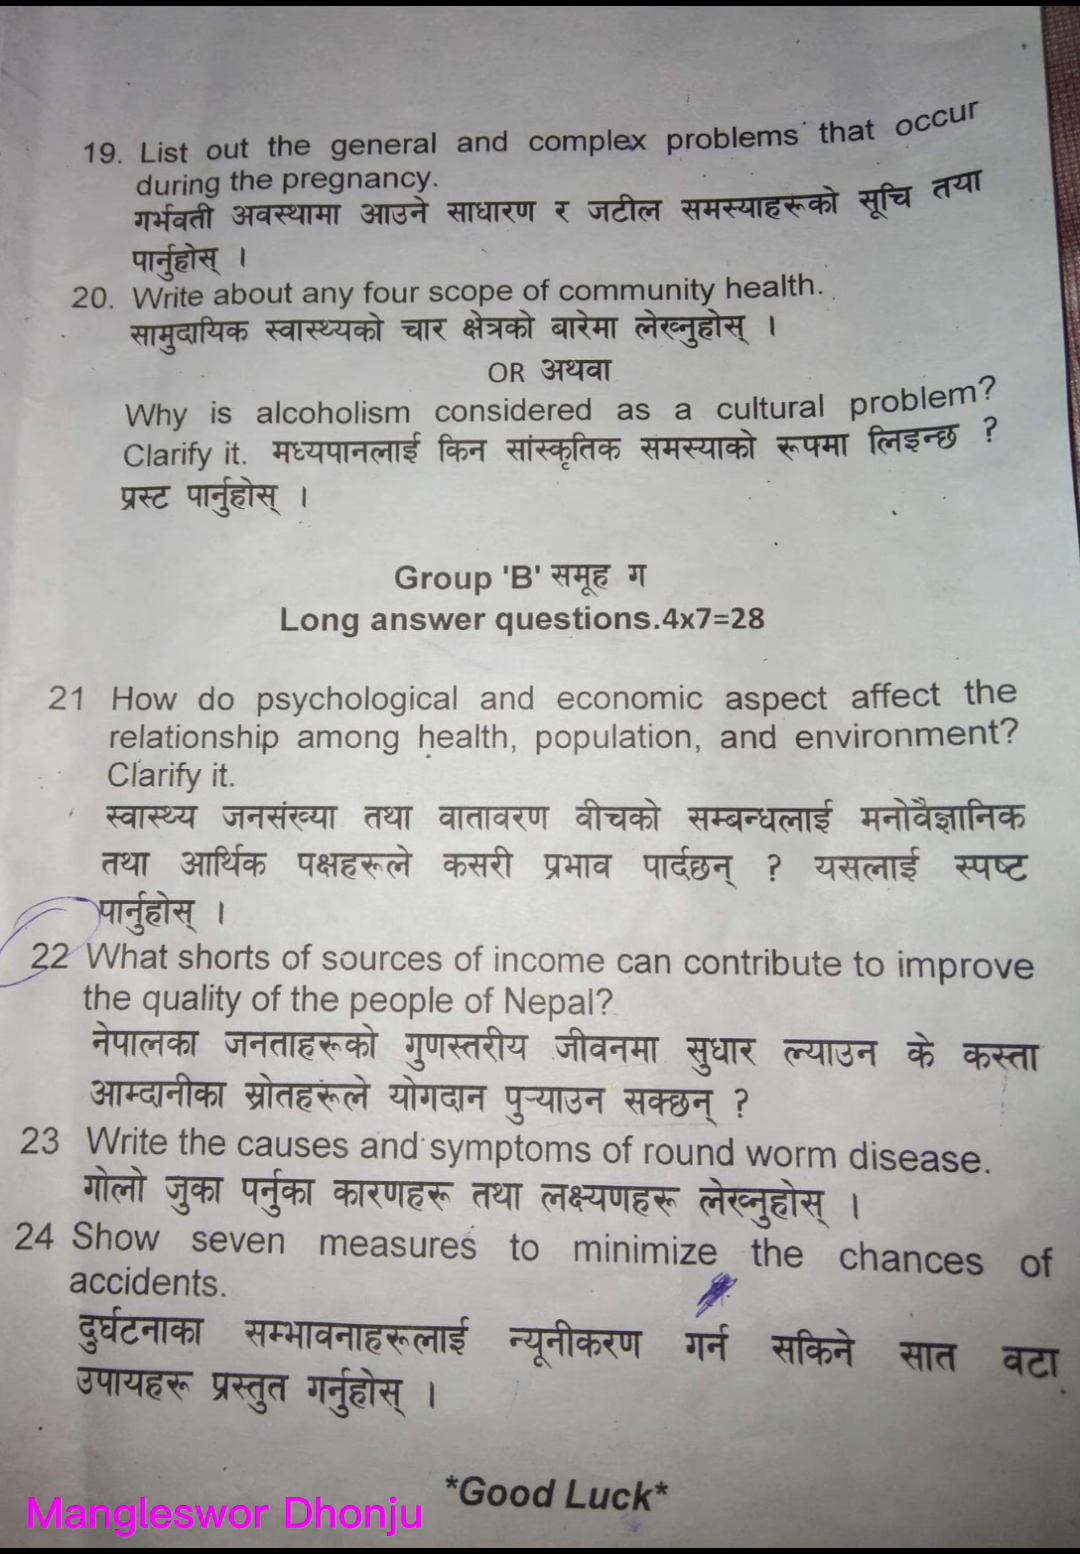 19. List out the general and complex problems that occur
during the pregnancy.
गर्भवती अवस्थामा आउने साधारण र जटील समस्याहरूको सूचि तया
पार्नुहोस् ।
20. Write about any four scope of community health.
सामुदायिक स्वास्थ्यको चार क्षेत्रको बारेमा लेख्नुहोस् ।
OR अथवा
Why is alcoholism considered as a cultural problem?
Clarify it. मध्यपानलाई किन सांस्कृतिक समस्याको रूपमा लिइन्छ ?
प्रस्ट पार्नुहोस् ।
Group 'B' समूह ग
Long answer questions.4x7=28
21 How do psychological and economic aspect affect the
relationship among health, population, and environment?
Clarify it.
स्वास्थ्य जनसंख्या तथा वातावरण वीचको सम्बन्धलाई मनोवैज्ञानिक
तथा आर्थिक पक्षहरूले कसरी प्रभाव पार्दछन् ? यसलाई स्पष्ट
पार्नुहोस् ।
22 What shorts of sources of income can contribute to improve
the quality of the people of Nepal?
नेपालका जनताहरूको गुणस्तरीय जीवनमा सुधार ल्याउन के कस्ता
आम्दानीका स्रोतहरूले योगदान पुऱ्याउन सक्छन् ?
23 Write the causes and symptoms of round worm disease.
गोलो जुका पर्नुका कारणहरू तथा लक्ष्यणहरू लेख्नुहोस् ।
24 Show seven measures to minimize the chances of
accidents.
दुर्घटनाका सम्भावनाहरूलाई न्यूनीकरण गर्न सकिने सात वटा
उपायहरू प्रस्तुत गर्नुहोस् ।
*Good Luck*
Mangleswor Dhonju